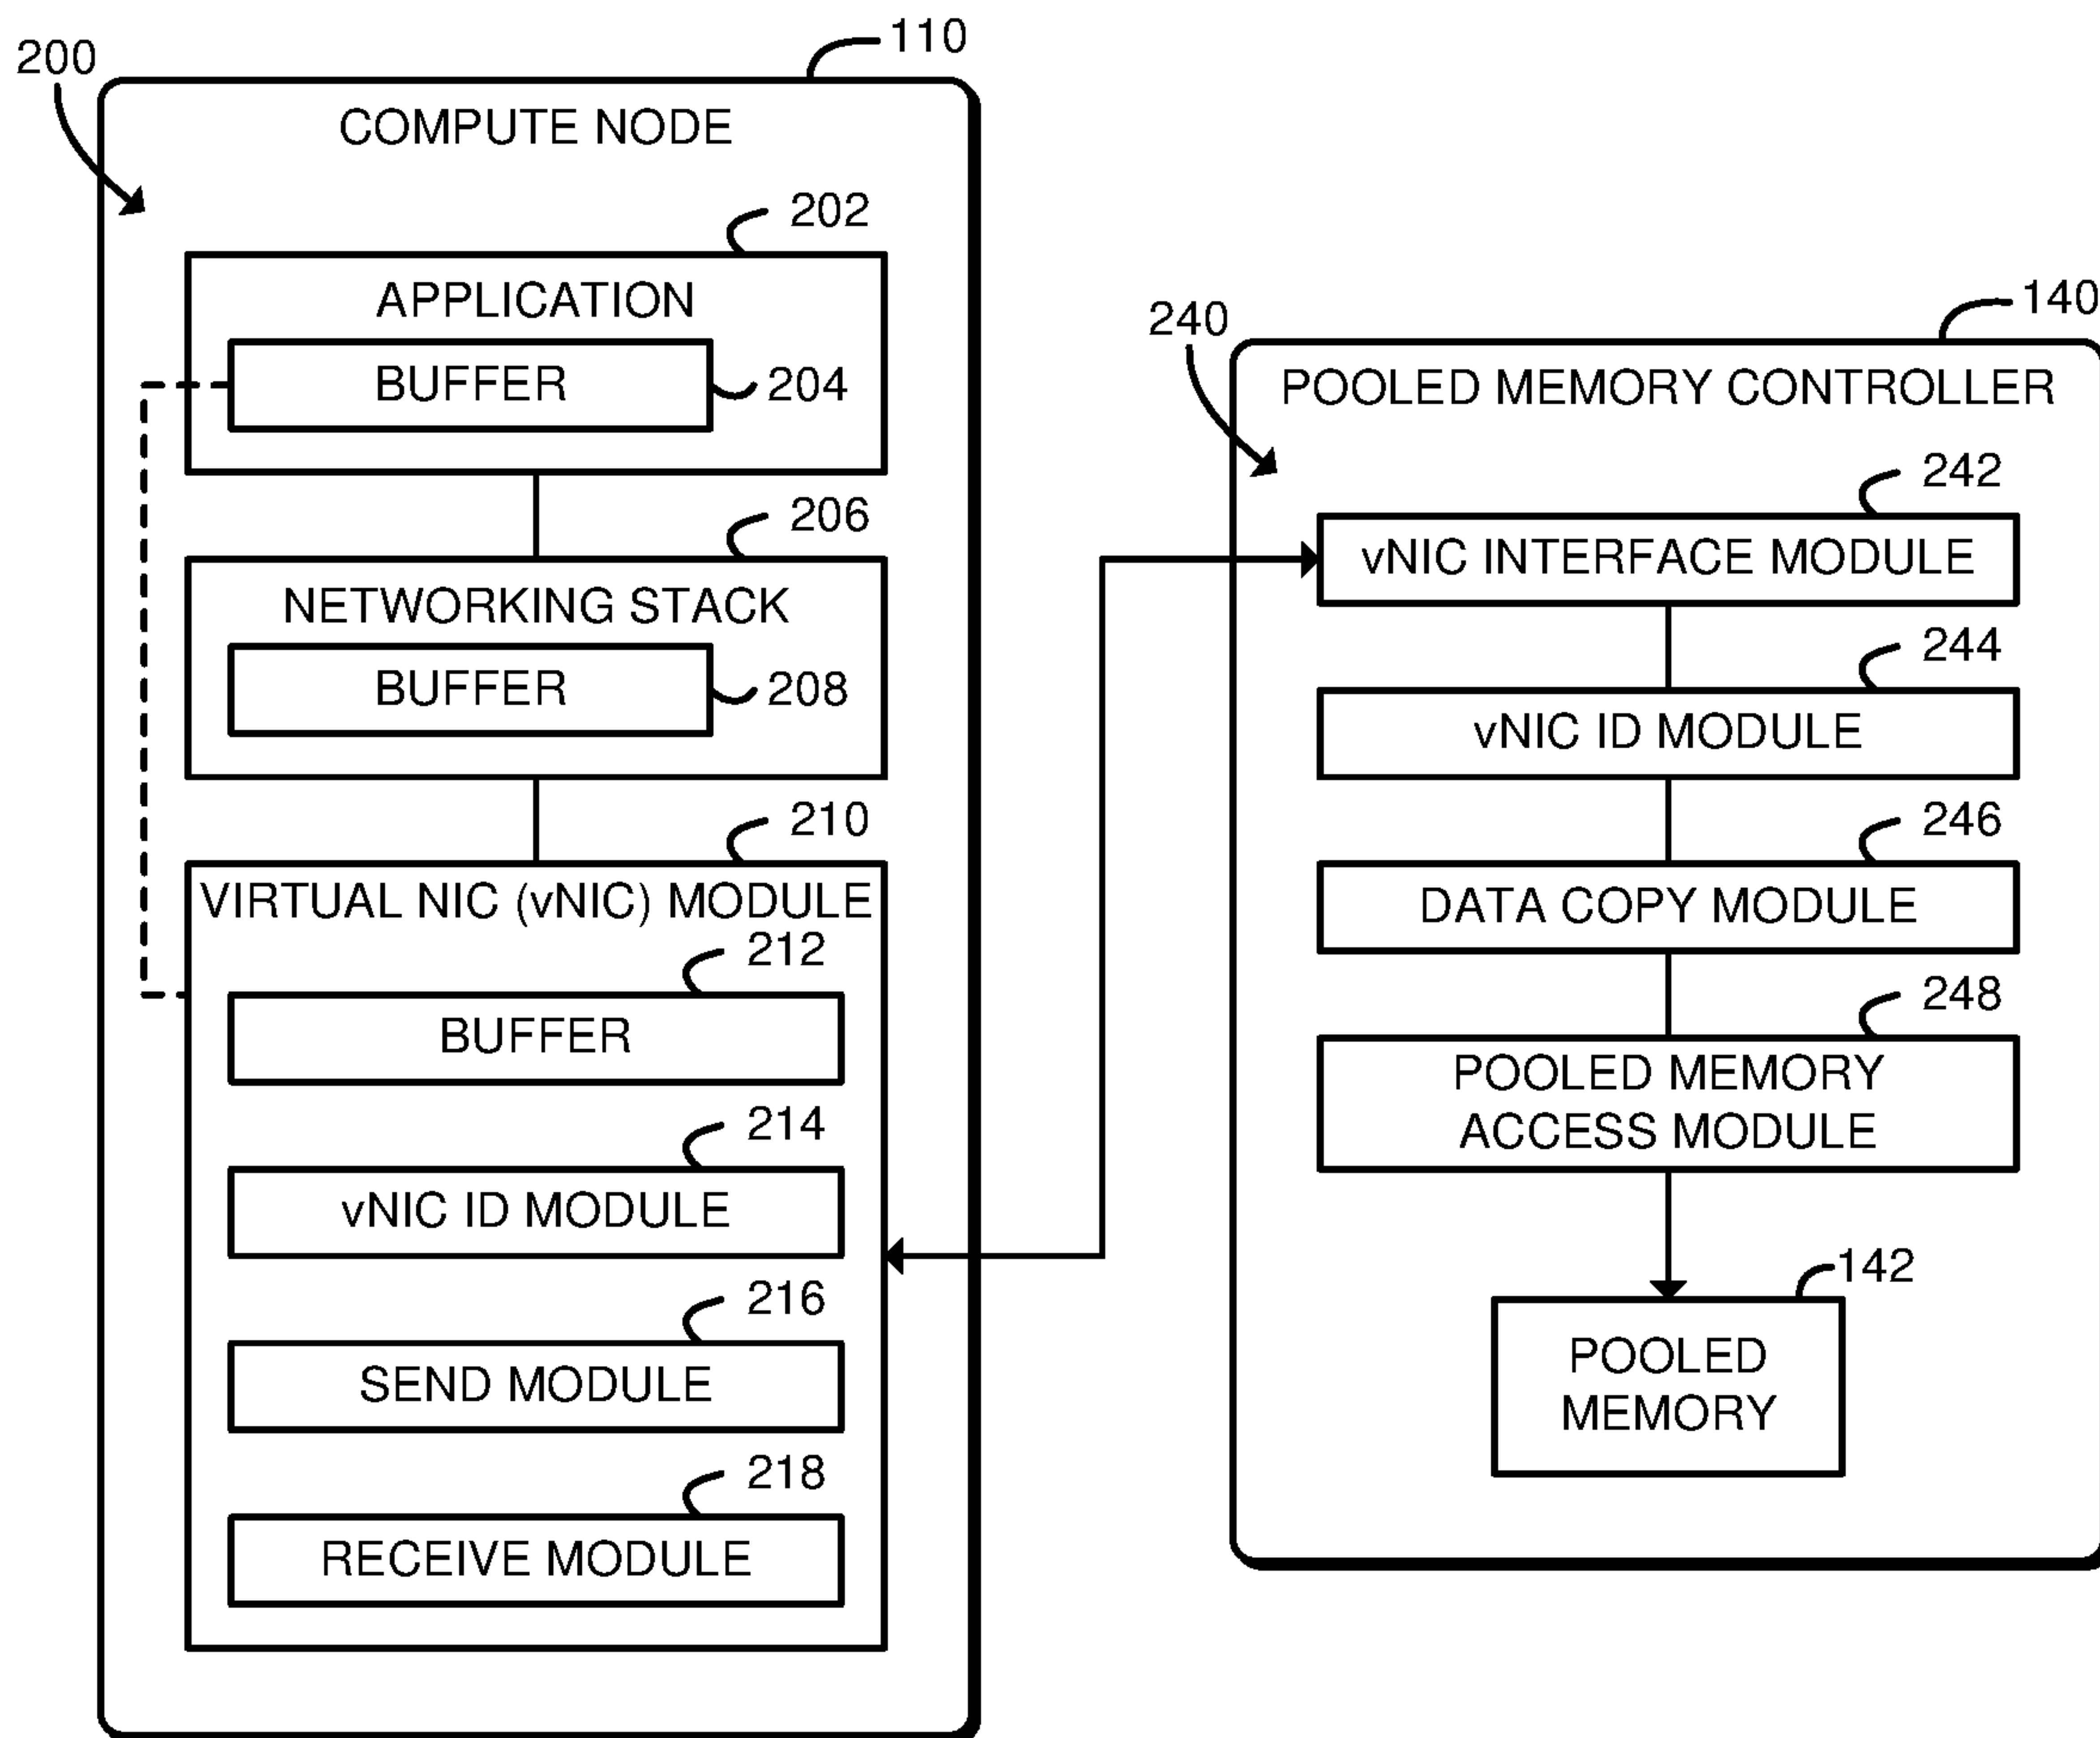 200
110
COMPUTE NODE
202
APPLICATION
BUFFER
204
206
NETWORKING STACK
BUFFER
208
210
VIRTUAL NIC (vNIC) MODULE
212
BUFFER
214
vNIC ID MODULE
216
SEND MODULE
218
RECEIVE MODULE
240
140
POOLED MEMORY CONTROLLER
242
vNIC INTERFACE MODULE
244
vNIC ID MODULE
246
DATA COPY MODULE
248
POOLED MEMORY
ACCESS MODULE
142
POOLED
MEMORY